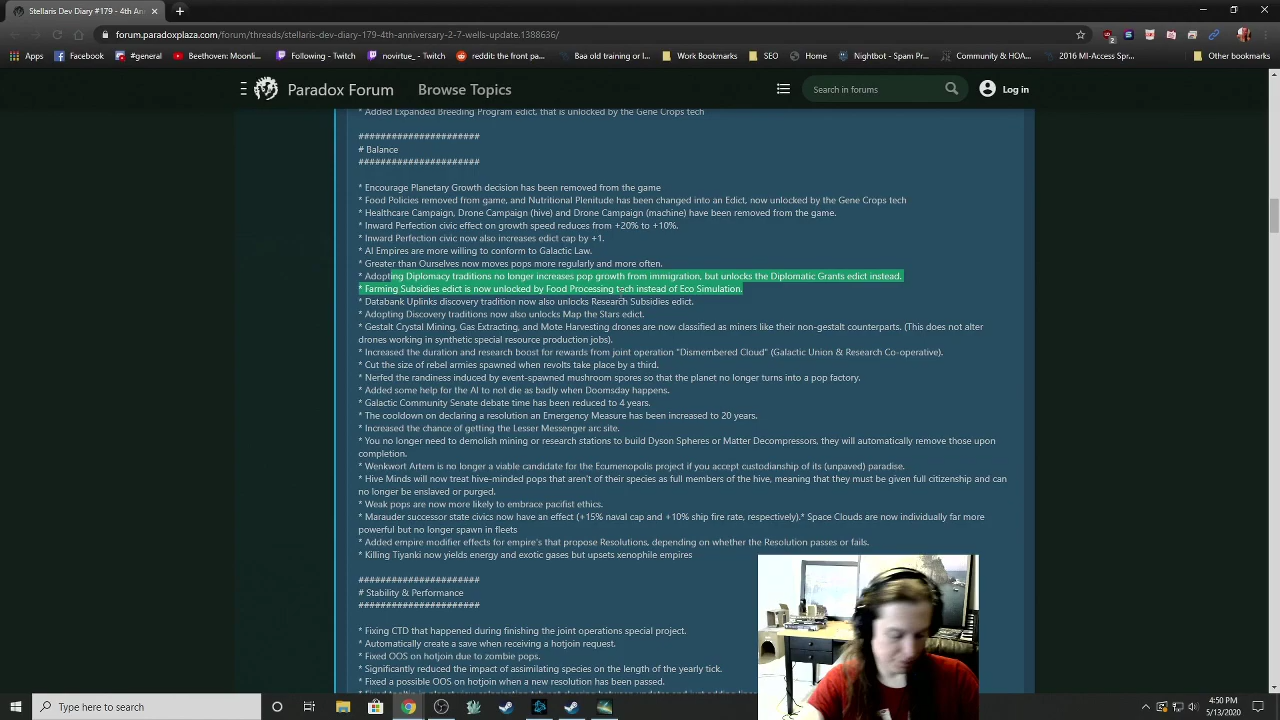 Stellaris Dev Diary #179 - 4th An
forum.paradoxplaza.com/forum/threads/stellaris-dev-diary-179-4th-anniversary-2-7-wells-update.1388636/
Apps
Facebook
#general
Beethoven: Moonli...
Following - Twitch
novirtue_ - Twitch
reddit: the front pa...
Baa old training or l...
Work Bookmarks
SEO
Home
Nightbot - Spam Pr...
Community & HOA...
2016 MI-Access Spr...
Other bookmarks
Paradox Forum
Browse Topics
Search in forums
Log in
* Added Expanded Breeding Program edict, that is unlocked by the Gene Crops tech
######################
# Balance
######################
* Encourage Planetary Growth decision has been removed from the game
* Food Policies removed from game, and Nutritional Plenitude has been changed into an Edict, now unlocked by the Gene Crops tech
* Healthcare Campaign, Drone Campaign (hive) and Drone Campaign (machine) have been removed from the game.
* Inward Perfection civic effect on growth speed reduces from +20% to +10%.
* Inward Perfection civic now also increases edict cap by +1.
* AI Empires are more willing to conform to Galactic Law.
* Greater than Ourselves now moves pops more regularly and more often.
* Adopting Diplomacy traditions no longer increases pop growth from immigration, but unlocks the Diplomatic Grants edict instead.
* Farming Subsidies edict is now unlocked by Food Processing tech instead of Eco Simulation.
* Databank Uplinks discovery tradition now also unlocks Research Subsidies edict.
* Adopting Discovery traditions now also unlocks Map the Stars edict.
* Gestalt Crystal Mining, Gas Extracting, and Mote Harvesting drones are now classified as miners like their non-gestalt counterparts. (This does not alter
drones working in synthetic special resource production jobs).
* Increased the duration and research boost for rewards from joint operation "Dismembered Cloud" (Galactic Union & Research Co-operative).
* Cut the size of rebel armies spawned when revolts take place by a third.
* Nerfed the randiness induced by event-spawned mushroom spores so that the planet no longer turns into a pop factory.
* Added some help for the AI to not die as badly when Doomsday happens.
* Galactic Community Senate debate time has been reduced to 4 years.
* The cooldown on declaring a resolution an Emergency Measure has been increased to 20 years.
* Increased the chance of getting the Lesser Messenger arc site.
* You no longer need to demolish mining or research stations to build Dyson Spheres or Matter Decompressors, they will automatically remove those upon
completion.
* Wenkwort Artem is no longer a viable candidate for the Ecumenopolis project if you accept custodianship of its (unpaved) paradise.
* Hive Minds will now treat hive-minded pops that aren't of their species as full members of the hive, meaning that they must be given full citizenship and can
no longer be enslaved or purged.
* Weak pops are now more likely to embrace pacifist ethics.
* Marauder successor state civics now have an effect (+15% naval cap and +10% ship fire rate, respectively).* Space Clouds are now individually far more
powerful but no longer spawn in fleets
* Added empire modifier effects for empire's that propose Resolutions, depending on whether the Resolution passes or fails.
* Killing Tiyanki now yields energy and exotic gases but upsets xenophile empires
######################
# Stability & Performance
######################
* Fixing CTD that happened during finishing the joint operations special project.
* Automatically create a save when receiving a hotjoin request.
* Fixed OOS on hotjoin due to zombie pops.
* Significantly reduced the impact of assimilating species on the length of the yearly tick.
* Fixed a possible OOS on hotjoin when a new resolution has been passed.
Type here to search
4:50 PM
5/13/2020